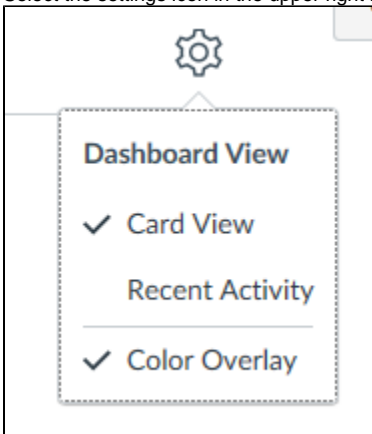 Select the settings icon in the upper right
Dashboard View
Card View
Recent Activity
Color Overlay